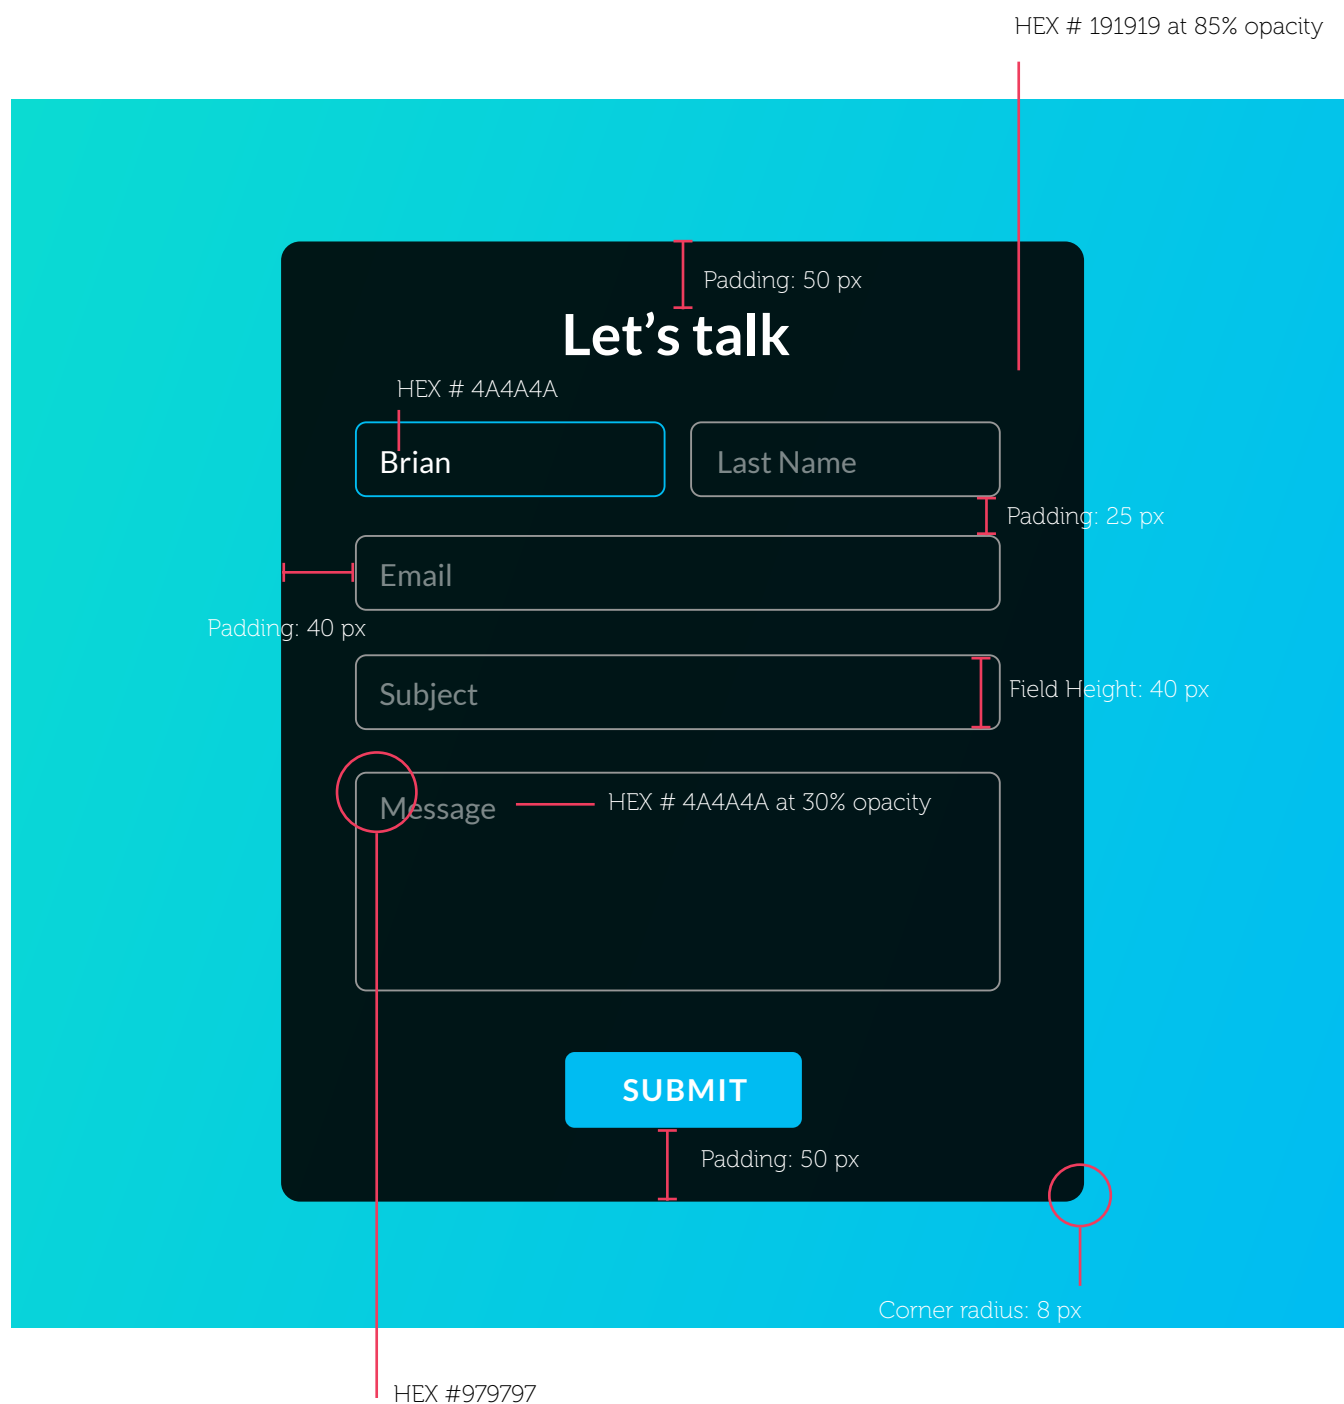 HEX # 191919 at 85% opacity
Padding: 50 px
Let's talk
HEX # 4A4A4A
Brian
Last Name
Padding: 25 px
Email
Padding: 40 px
Subject
Field Height: 40 px
Message
HEX # 4A4A4A at 30% opacity
SUBMIT
Padding: 50 px
Corner radius: 8 px
HEX #979797